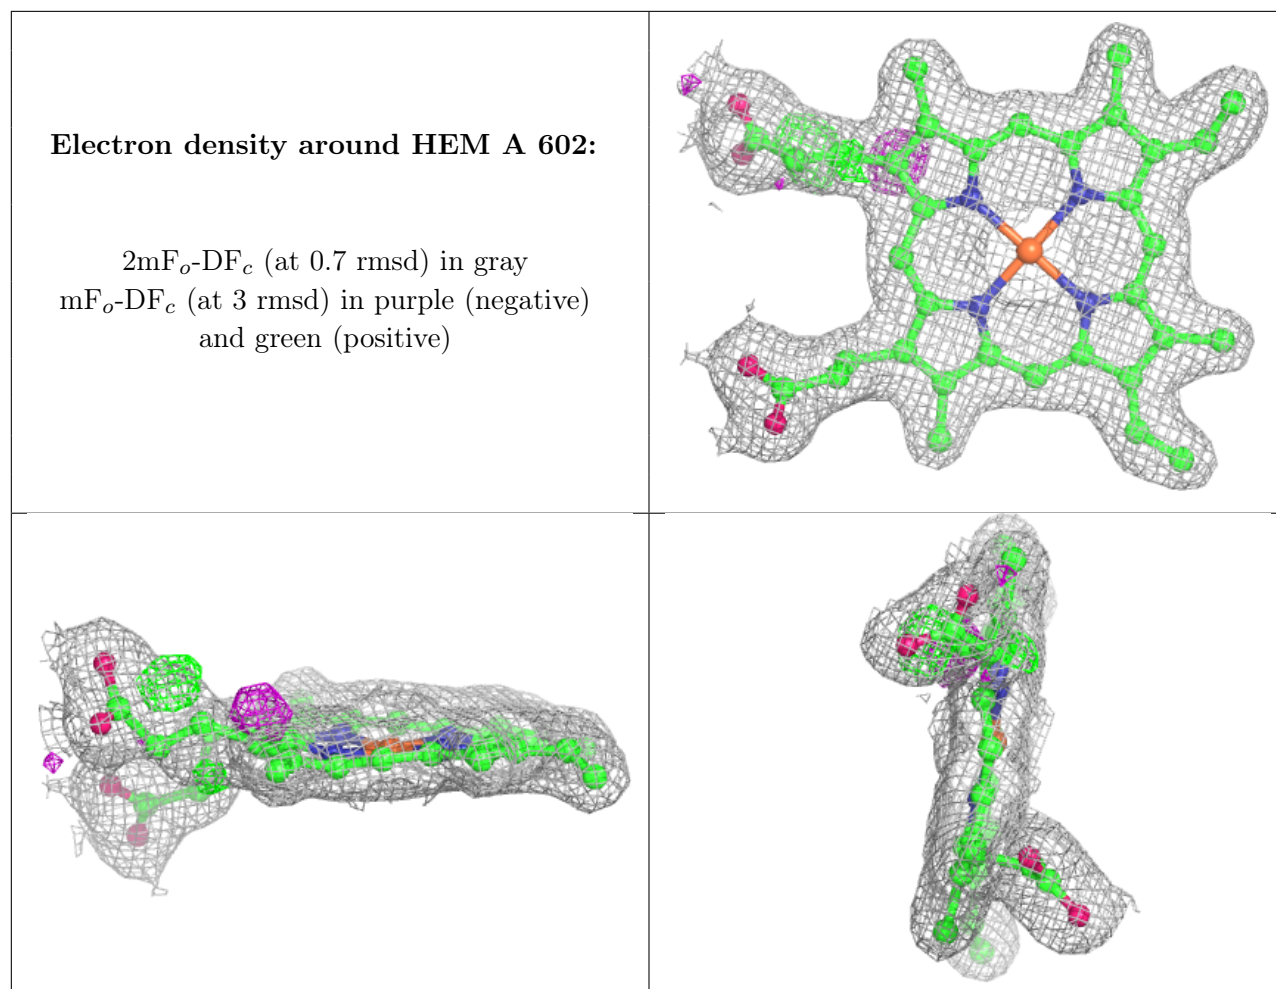 Electron density around HEM A 602:
2mFo-DFc (at 0.7 rmsd) in gray
mFo-DFc (at 3 rmsd) in purple (negative)
and green (positive)